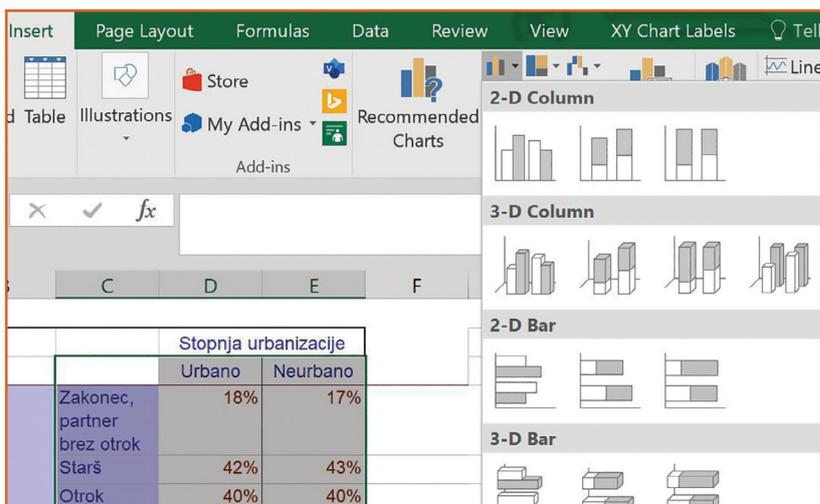 Insert Page Layout Formulas Data Review View XY Chart Labels Tell
Table Illustrations
Store
My Add-ins
Add-ins
Recommended
Charts
Line
2-D Column
3-D Column
2-D Bar
3-D Bar
fx
C D E F
Stopnja urbanizacije
Urbano Neurbano
Zakonec, 18% 17%
partner
brez otrok
Starš 42% 43%
Otrok 40% 40%